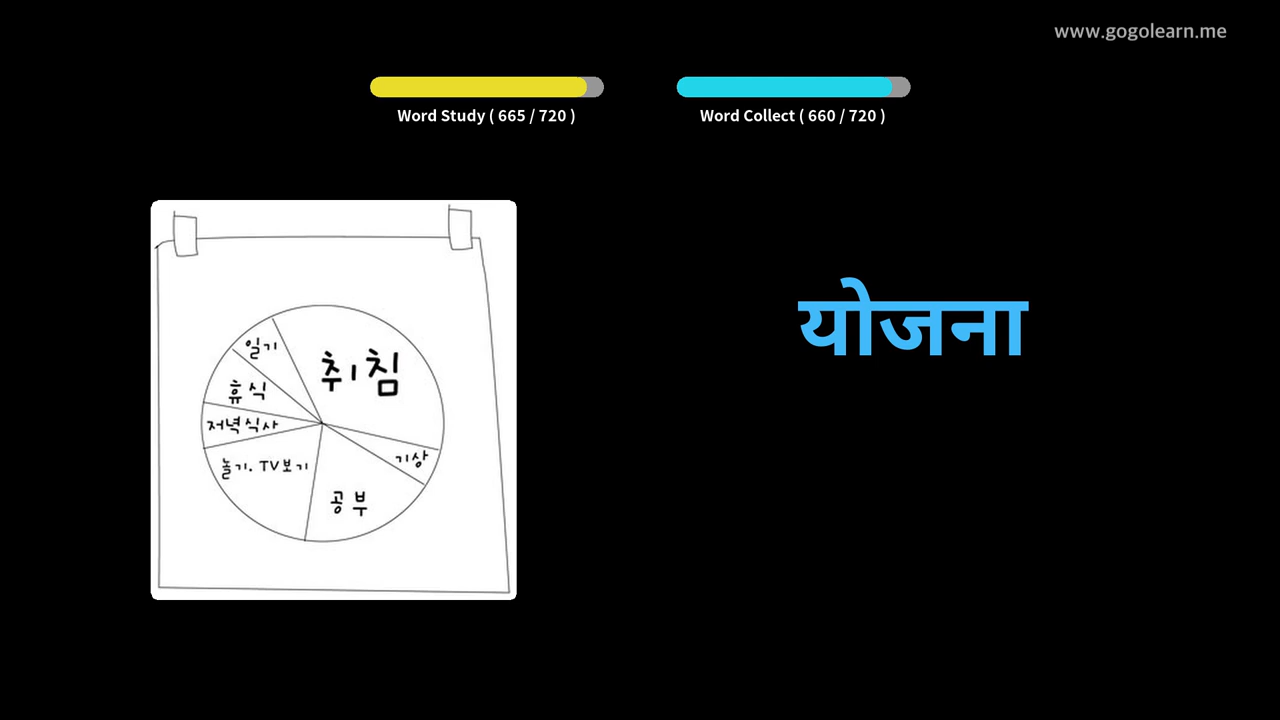 www.gogolearn.me
Word Study ( 665 / 720 )
Word Collect ( 660 / 720 )
योजना
일기
취침
휴식
저녁식사
놀기. TV보기
기상
공부